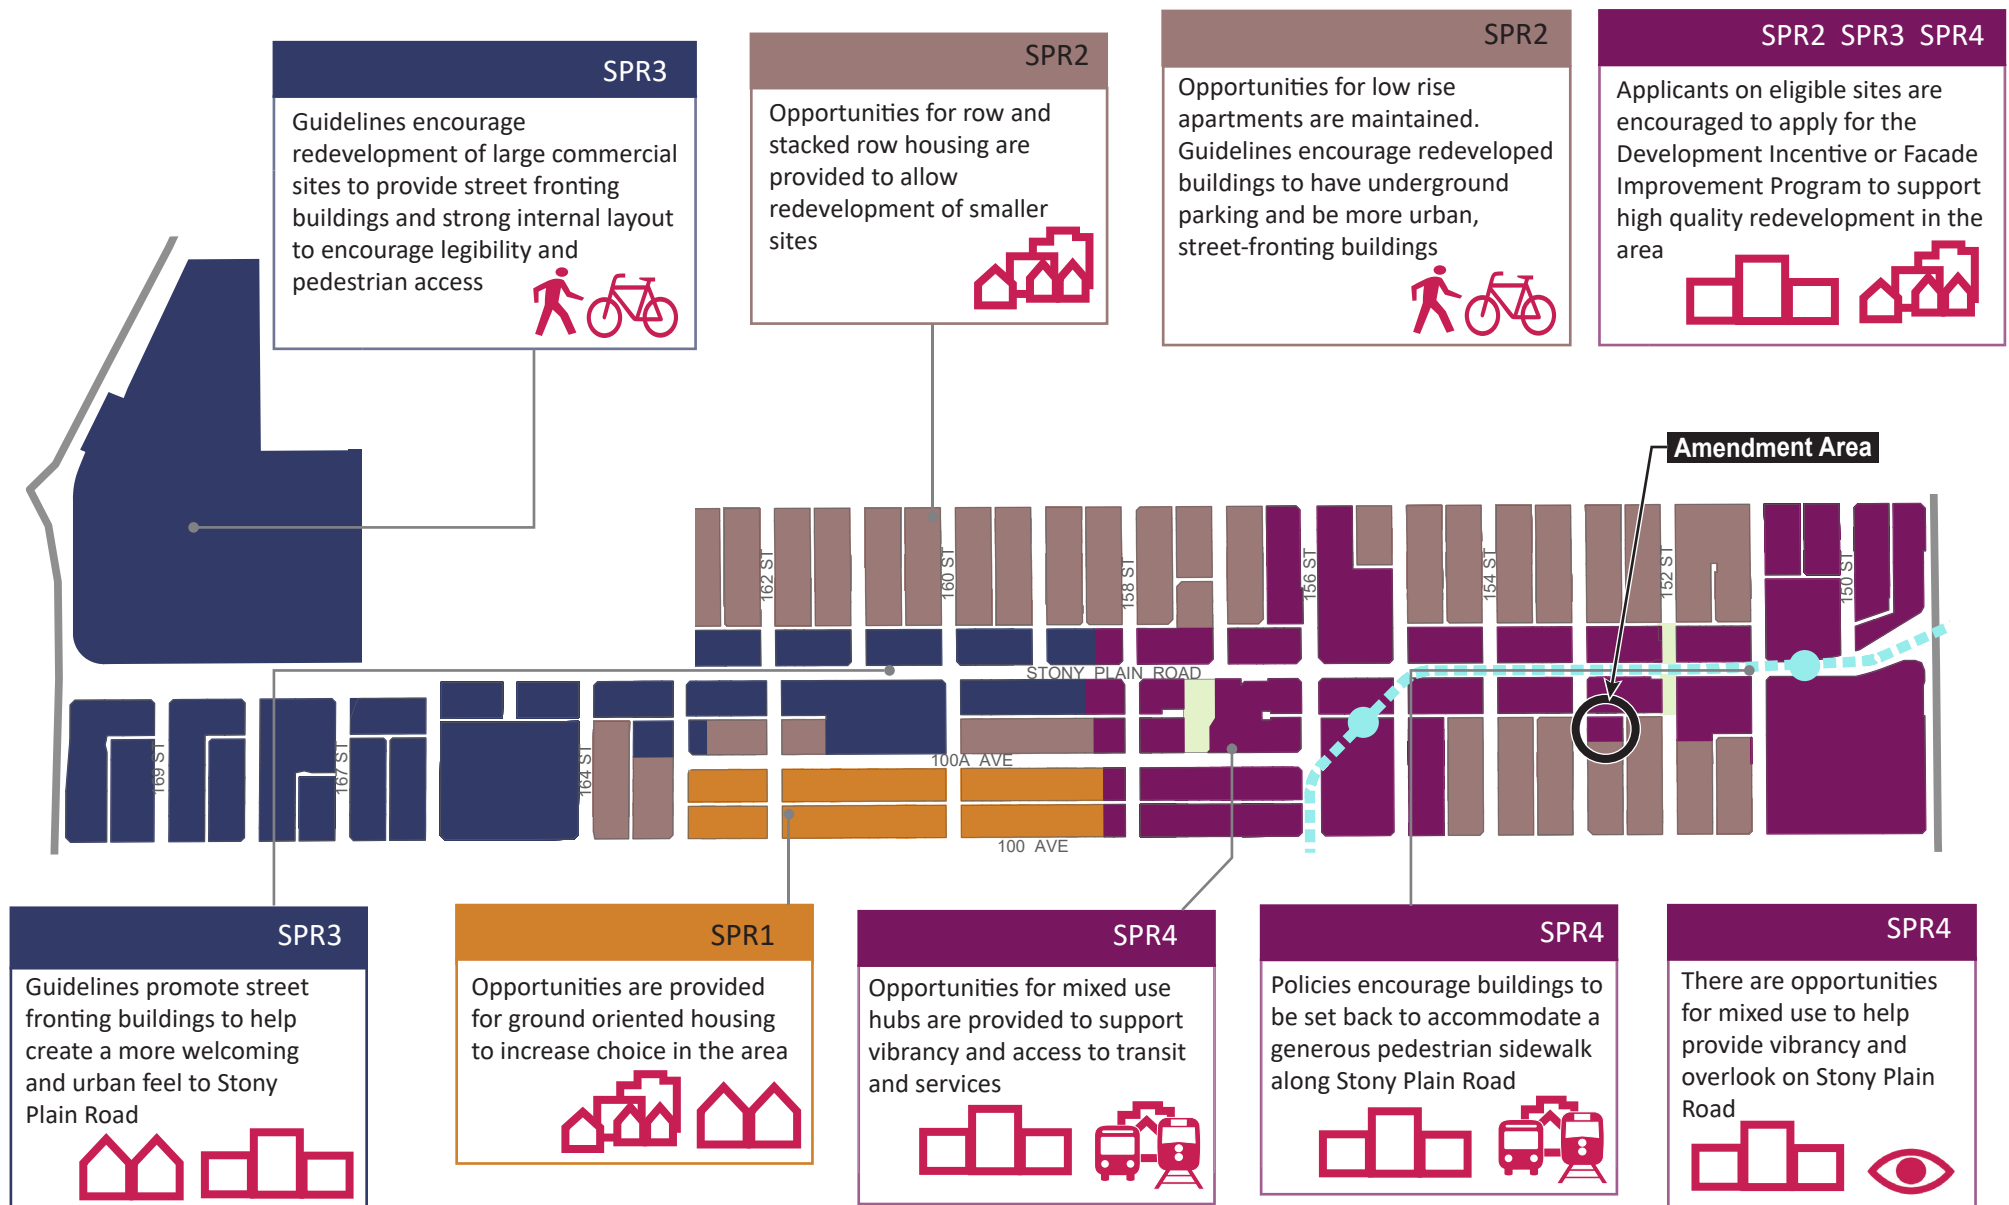 SPR3
Guidelines encourage
redevelopment of large commercial
sites to provide street fronting
buildings and strong internal layout
to encourage legibility and
pedestrian access
SPR2
Opportunities for row and
stacked row housing are
provided to allow
redevelopment of smaller
sites
SPR2
Opportunities for low rise
apartments are maintained.
Guidelines encourage redeveloped
buildings to have underground
parking and be more urban,
street-fronting buildings
SPR2 SPR3 SPR4
Applicants on eligible sites are
encouraged to apply for the
Development Incentive or Facade
Improvement Program to support
high quality redevelopment in the
area
Amendment Area
162 ST
160 ST
158 ST
156 ST
154 ST
152 ST
150 ST
STONY PLAIN ROAD
169 ST
167 ST
164 ST
100A AVE
100 AVE
SPR3
Guidelines promote street
fronting buildings to help
create a more welcoming
and urban feel to Stony
Plain Road
SPR1
Opportunities are provided
for ground oriented housing
to increase choice in the area
SPR4
Opportunities for mixed use
hubs are provided to support
vibrancy and access to transit
and services
SPR4
Policies encourage buildings to
be set back to accommodate a
generous pedestrian sidewalk
along Stony Plain Road
SPR4
There are opportunities
for mixed use to help
provide vibrancy and
overlook on Stony Plain
Road